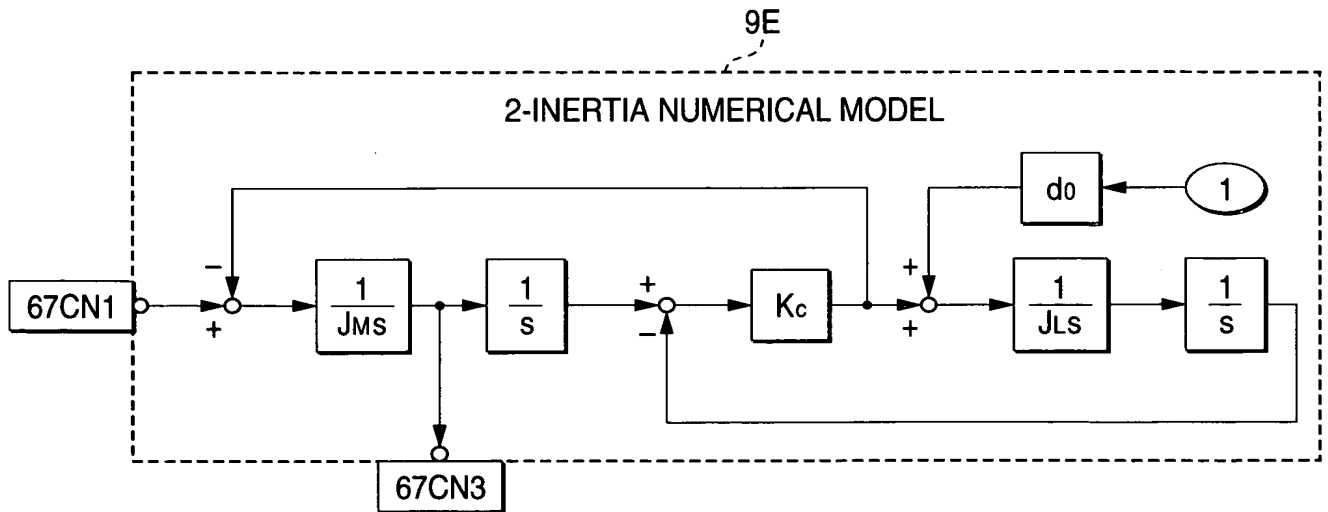 9E
2-INERTIA NUMERICAL MODEL
d0
1
−
+
67CN1
+
1
JMS
1
s
+
−
Kc
+
1
JLS
1
s
67CN3